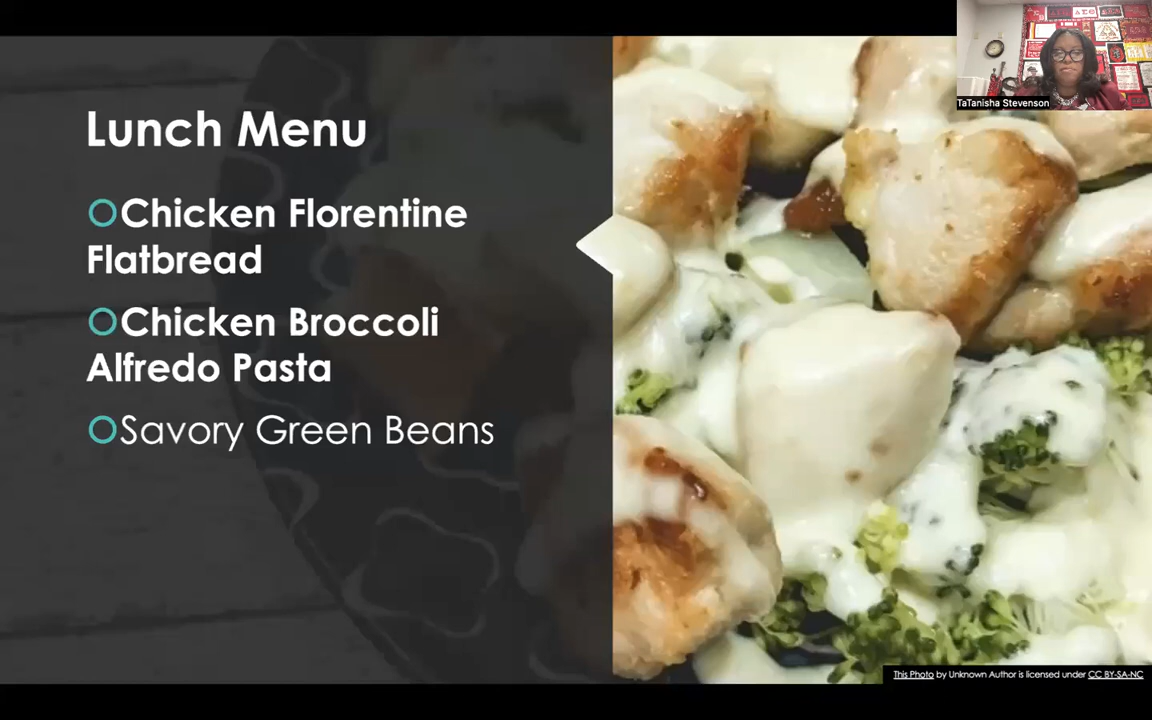 Lunch Menu
Chicken Florentine
Flatbread
Chicken Broccoli
Alfredo Pasta
Savory Green Beans
TaTanisha Stevenson
This Photo by Unknown Author is licensed under CC BY-SA-NC